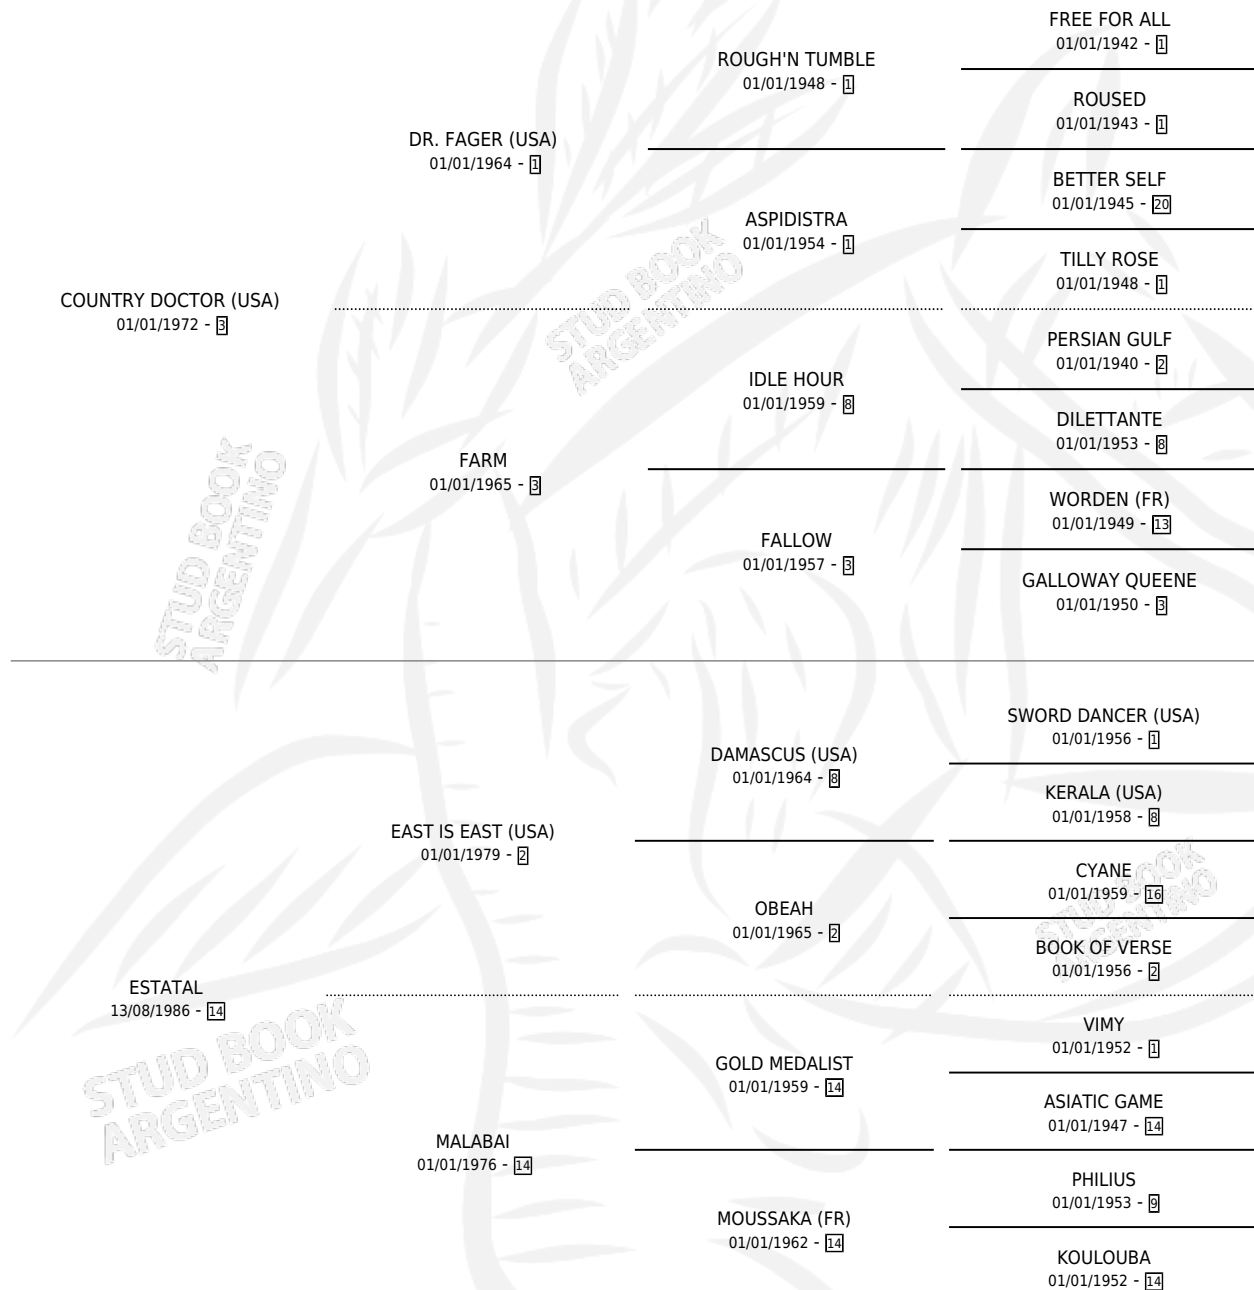 FREE FOR ALL
01/01/1942 - 1
ROUGH'N TUMBLE
01/01/1948 - 1
ROUSED
01/01/1943 - 1
DR. FAGER (USA)
01/01/1964 - 1
BETTER SELF
01/01/1945 - 20
ASPIDISTRA
01/01/1954 - 1
TILLY ROSE
01/01/1948 - 1
COUNTRY DOCTOR (USA)
01/01/1972 - 3
STUD BOOK
ARGENTINO
PERSIAN GULF
01/01/1940 - 2
IDLE HOUR
01/01/1959 - 8
DILETTANTE
01/01/1953 - 8
FARM
01/01/1965 - 3
WORDEN (FR)
01/01/1949 - 13
FALLOW
01/01/1957 - 3
GALLOWAY QUEENE
01/01/1950 - 3
STUD BOOK
ARGENTINO
SWORD DANCER (USA)
01/01/1956 - 1
DAMASCUS (USA)
01/01/1964 - 8
KERALA (USA)
01/01/1958 - 8
EAST IS EAST (USA)
01/01/1979 - 2
CYANE
01/01/1959 - 16
OBEAH
01/01/1965 - 2
BOOK OF VERSE
01/01/1956 - 2
STUD BOOK
ARGENTINO
ESTATAL
13/08/1986 - 14
VIMY
01/01/1952 - 1
GOLD MEDALIST
01/01/1959 - 14
ASIATIC GAME
01/01/1947 - 14
STUD BOOK
ARGENTINO
MALABAI
01/01/1976 - 14
PHILIUS
01/01/1953 - 9
MOUSSAKA (FR)
01/01/1962 - 14
KOULOUBA
01/01/1952 - 14